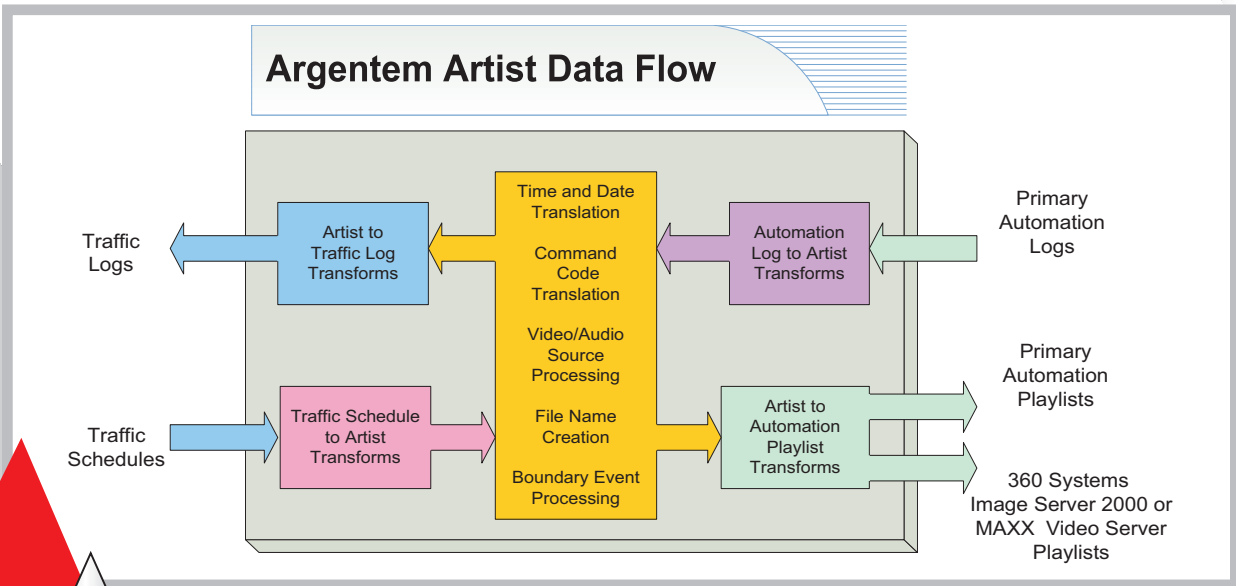 Argentem Artist Data Flow
Traffic
Logs
Artist to
Traffic Log
Transforms
Time and Date
Translation
Command
Code
Translation
Video/Audio
Source
Processing
File Name
Creation
Boundary Event
Processing
Automation
Log to Artist
Transforms
Primary
Automation
Logs
Traffic
Schedules
Traffic Schedule
to Artist
Transforms
Artist to
Automation
Playlist
Transforms
Primary
Automation
Playlists
360 Systems
Image Server 2000 or
MAXX Video Server
Playlists